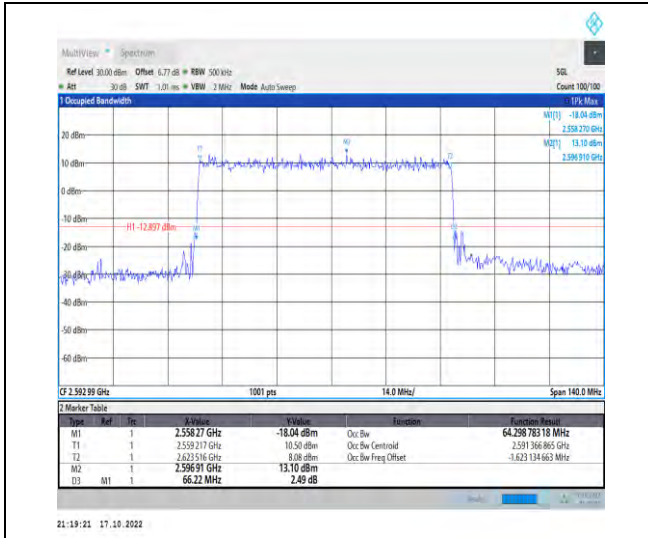 MultiView Spectrum
Ref Level 30.00 dBm Offset 6.77 dB RBW 500 kHz SGL
Att 30 dB SWT 1.01 ms VBW 2 MHz Mode Auto Sweep Count 100/100
1 Occupied Bandwidth 1Pk Max
M1[1] -18.04 dBm
2.558 270 GHz
20 dBm
M2[1] 13.10 dBm
2.596 910 GHz
T1 M2 T2
10 dBm
0 dBm
-10 dBm
H1 -12.897 dBm
M1 D3
-20 dBm
-30 dBm
-40 dBm
-50 dBm
-60 dBm
CF 2.592 99 GHz 1001 pts 14.0 MHz/ Span 140.0 MHz
2 Marker Table
Type Ref Trc X-Value Y-Value Function Function Result
M1 1 2.558 27 GHz -18.04 dBm Occ Bw 64.298 783 18 MHz
T1 1 2.559 217 GHz 10.50 dBm Occ Bw Centroid 2.591 366 865 GHz
T2 1 2.623 516 GHz 8.08 dBm Occ Bw Freq Offset -1.623 134 663 MHz
M2 1 2.596 91 GHz 13.10 dBm
D3 M1 1 66.22 MHz 2.49 dB
21:19:21 17.10.2022